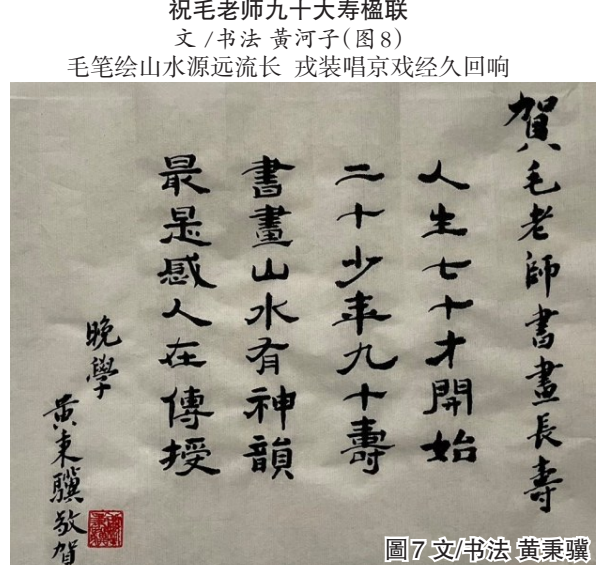 祝毛老师九十大寿楹联
文 /书法 黄河子(图8)
毛笔绘山水源远流长 戎装唱京戏经久回响
賀毛老師書畫長壽
人生七十才開始
二十少年九十壽
書畫山水有神韻
最是感人在傳授
晚學
黃秉驥敬賀
圖7 文/书法 黄秉骥